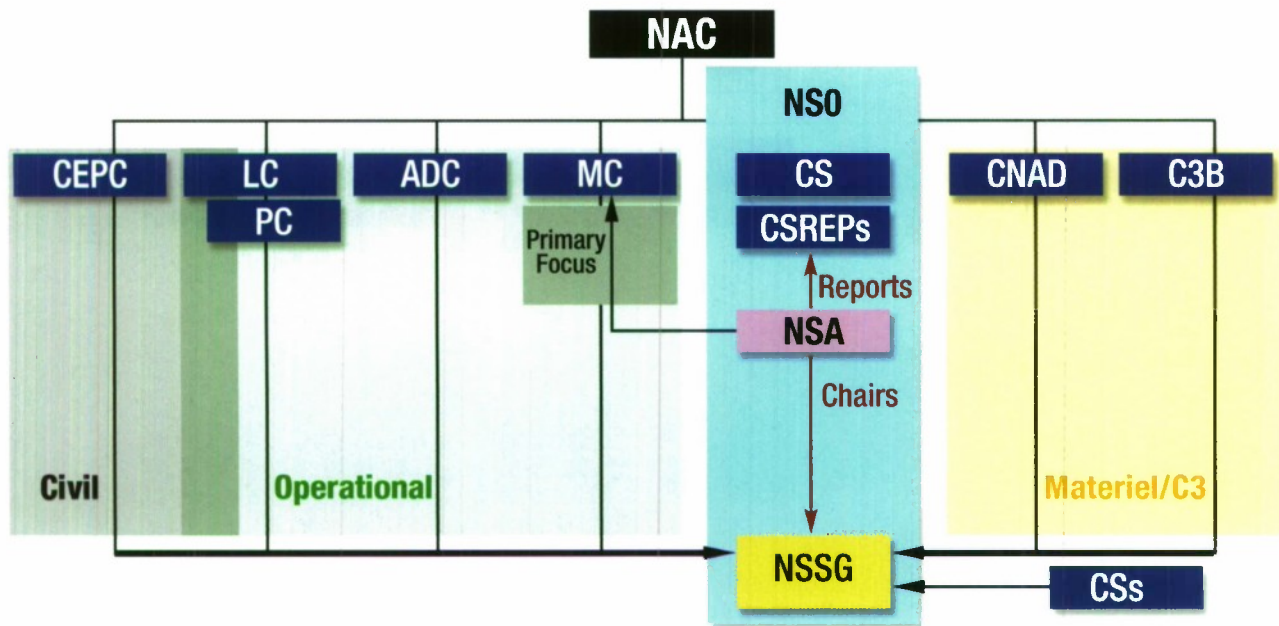 NAC
NSO
CEPC
LC
ADC
MC
CS
CNAD
C3B
PC
CSREPs
Primary
Focus
Reports
NSA
Chairs
Civil
Operational
Materiel/C3
NSSG
CSs